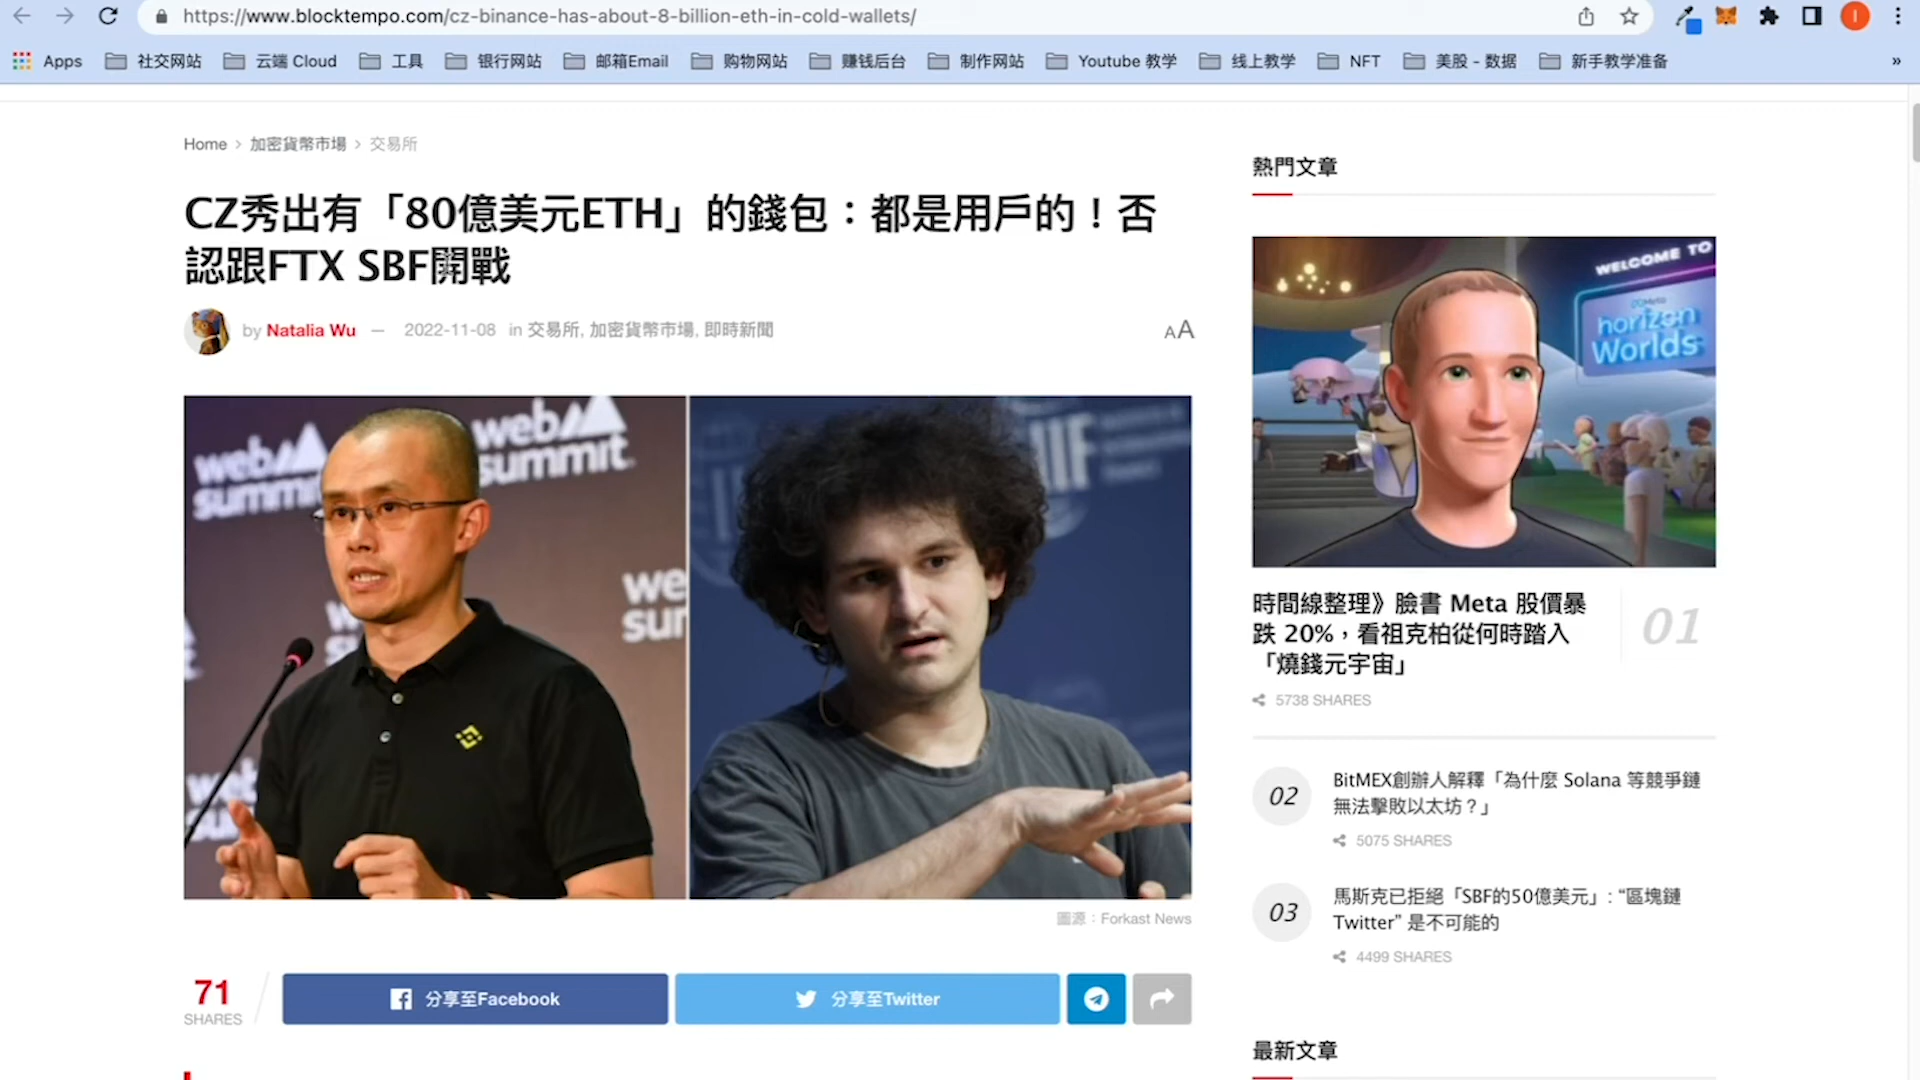 https://www.blocktempo.com/cz-binance-has-about-8-billion-eth-in-cold-wallets/
I
Apps 社交网站 云端 Cloud 工具 银行网站 邮箱Email 购物网站 赚钱后台 制作网站 Youtube 教学 线上教学 NFT 美股 - 数据 新手教学准备 »
Home > 加密貨幣市場 > 交易所
CZ秀出有「80億美元ETH」的錢包：都是用戶的！否
認跟FTX SBF開戰
by Natalia Wu — 2022-11-08 in 交易所, 加密貨幣市場, 即時新聞
AA
web summit
web summit
we
sum
圖源：Forkast News
71
SHARES
分享至Facebook
分享至Twitter
熱門文章
WELCOME TO
Meta
horizon
Worlds
時間線整理》臉書 Meta 股價暴
跌 20%，看祖克柏從何時踏入
「燒錢元宇宙」
01
5738 SHARES
02
BitMEX創辦人解釋「為什麼 Solana 等競爭鏈
無法擊敗以太坊？」
5075 SHARES
03
馬斯克已拒絕「SBF的50億美元」: “區塊鏈
Twitter” 是不可能的
4499 SHARES
最新文章